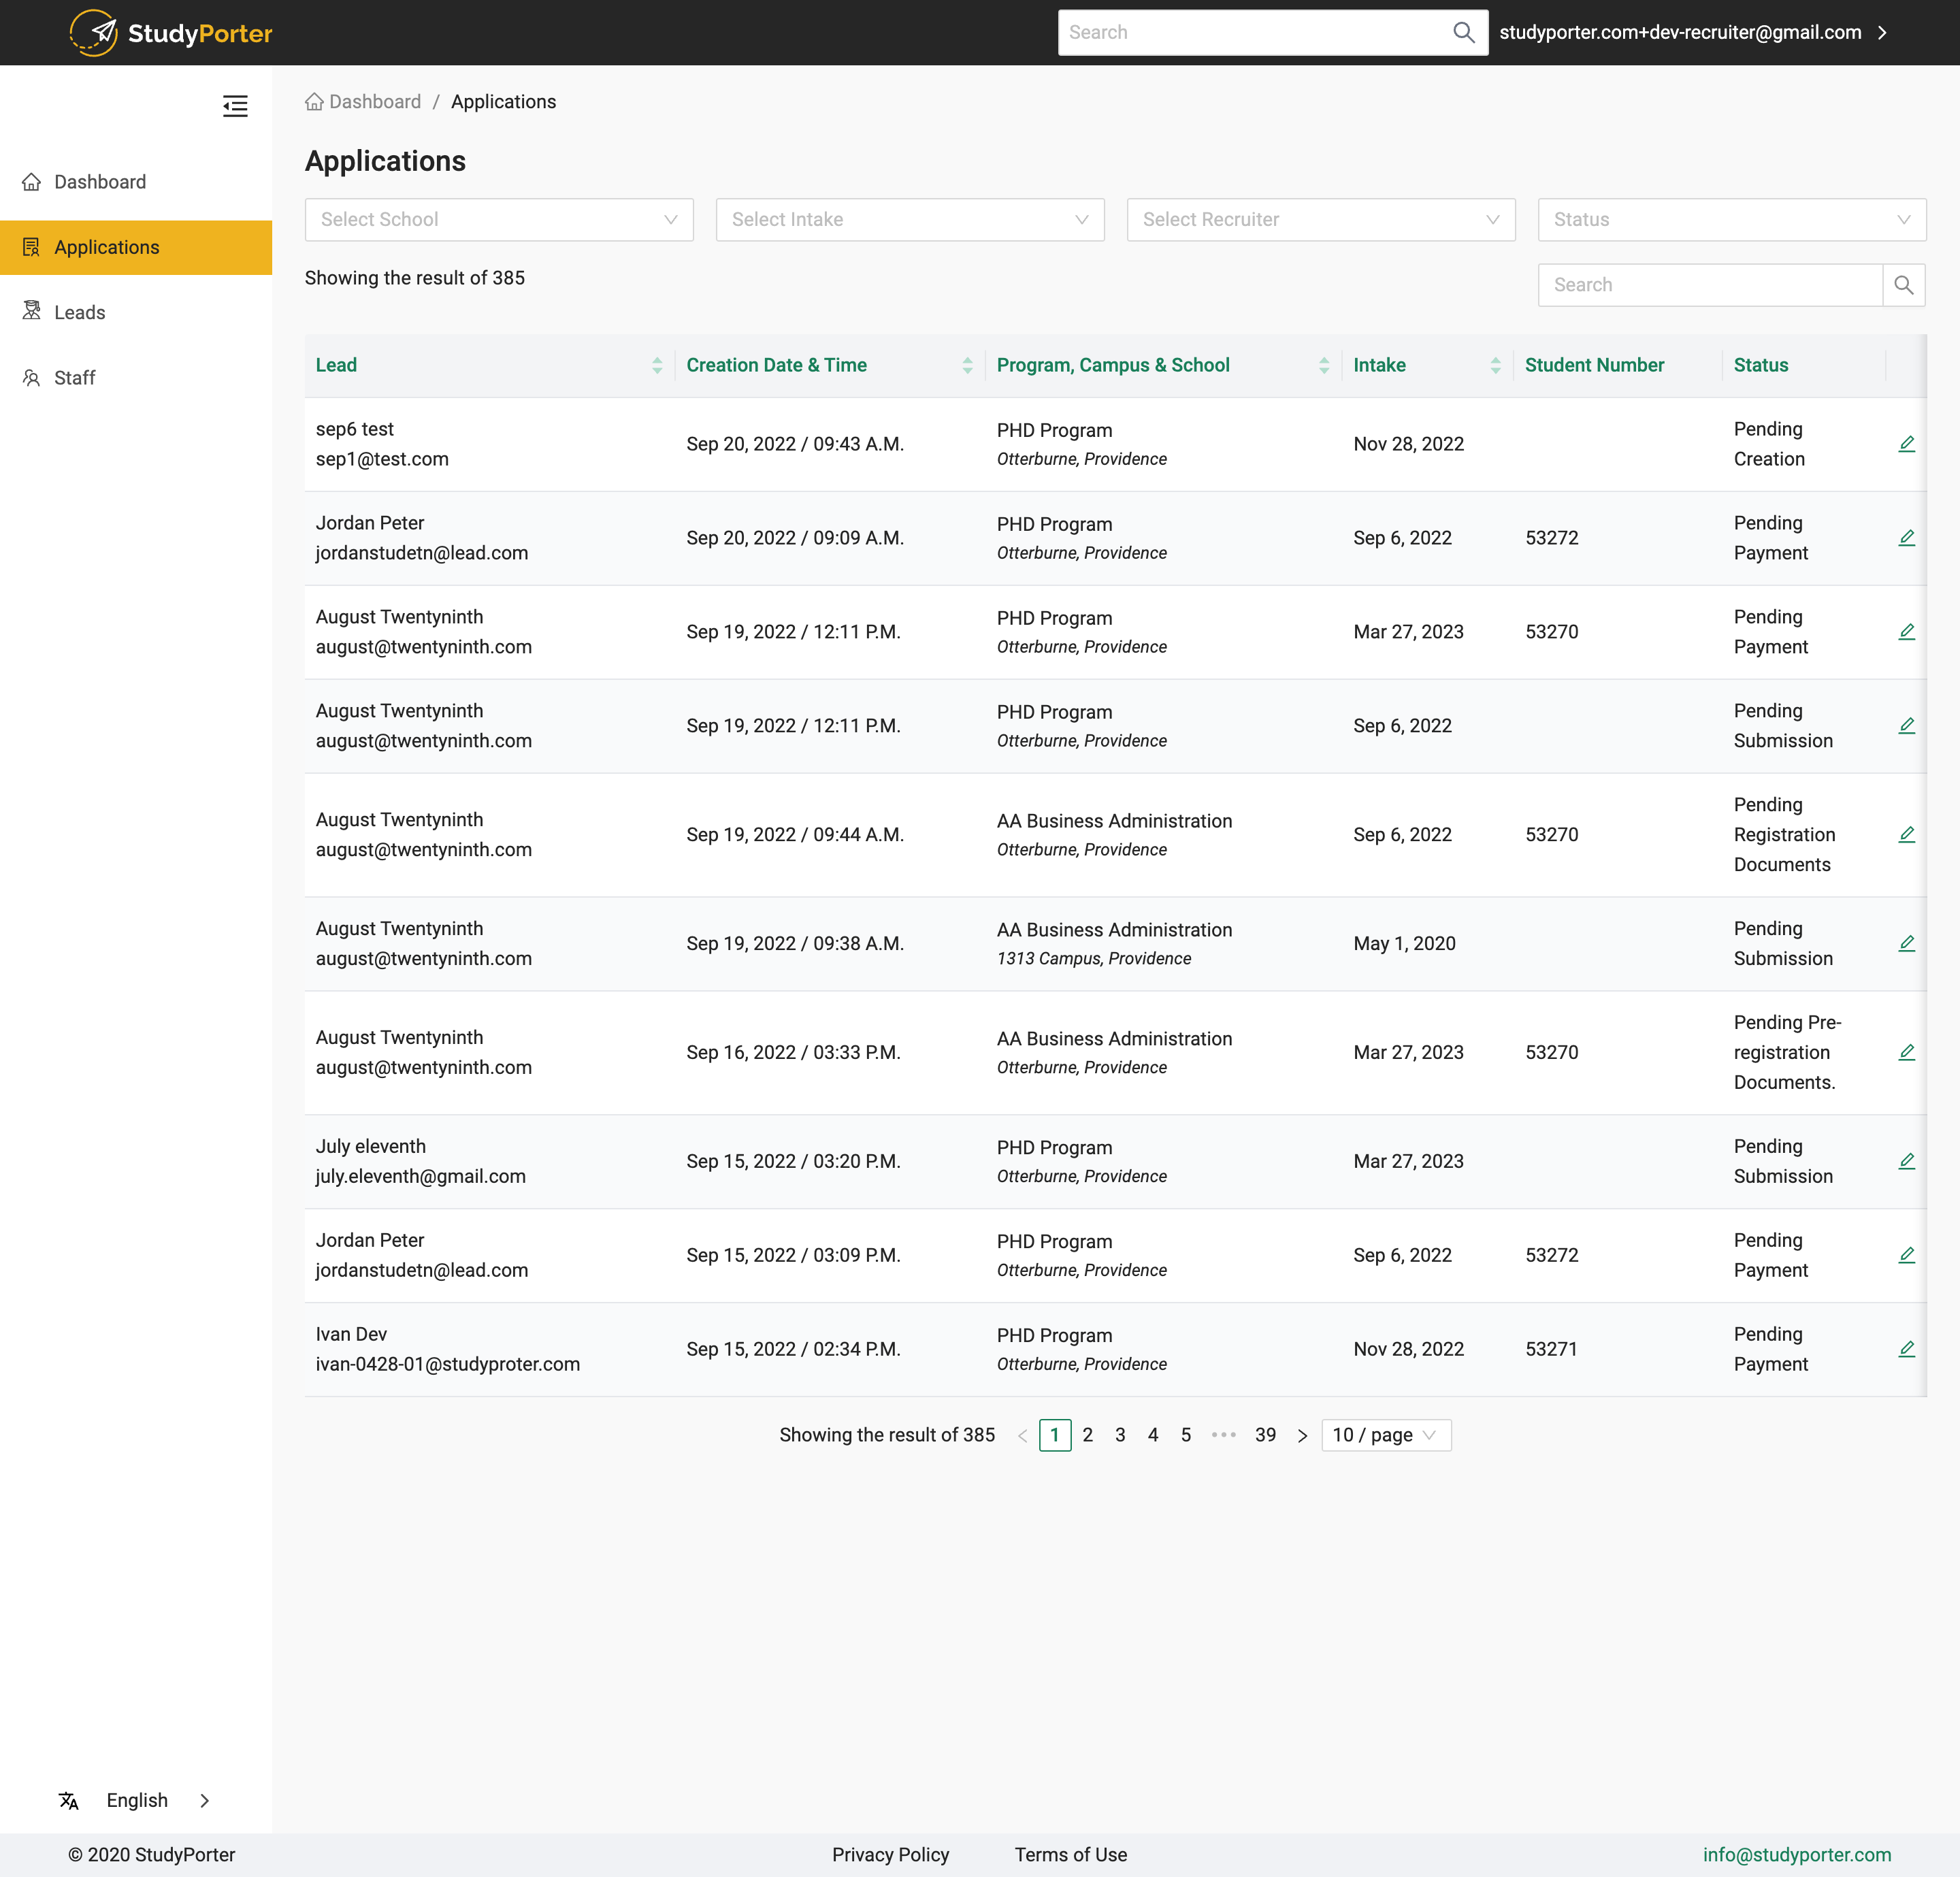 StudyPorter
Search
studyporter.com+dev-recruiter@gmail.com
Dashboard / Applications
Dashboard
Applications
Leads
Staff
Applications
Select School
Select Intake
Select Recruiter
Status
Showing the result of 385
Search
Lead Creation Date & Time Program, Campus & School Intake Student Number Status
sep6 test
sep1@test.com
Sep 20, 2022 / 09:43 A.M.
PHD Program
Otterburne, Providence
Nov 28, 2022
Pending
Creation
Jordan Peter
jordanstudetn@lead.com
Sep 20, 2022 / 09:09 A.M.
PHD Program
Otterburne, Providence
Sep 6, 2022
53272
Pending
Payment
August Twentyninth
august@twentyninth.com
Sep 19, 2022 / 12:11 P.M.
PHD Program
Otterburne, Providence
Mar 27, 2023
53270
Pending
Payment
August Twentyninth
august@twentyninth.com
Sep 19, 2022 / 12:11 P.M.
PHD Program
Otterburne, Providence
Sep 6, 2022
Pending
Submission
August Twentyninth
august@twentyninth.com
Sep 19, 2022 / 09:44 A.M.
AA Business Administration
Otterburne, Providence
Sep 6, 2022
53270
Pending
Registration
Documents
August Twentyninth
august@twentyninth.com
Sep 19, 2022 / 09:38 A.M.
AA Business Administration
1313 Campus, Providence
May 1, 2020
Pending
Submission
August Twentyninth
august@twentyninth.com
Sep 16, 2022 / 03:33 P.M.
AA Business Administration
Otterburne, Providence
Mar 27, 2023
53270
Pending Pre-
registration
Documents.
July eleventh
july.eleventh@gmail.com
Sep 15, 2022 / 03:20 P.M.
PHD Program
Otterburne, Providence
Mar 27, 2023
Pending
Submission
Jordan Peter
jordanstudetn@lead.com
Sep 15, 2022 / 03:09 P.M.
PHD Program
Otterburne, Providence
Sep 6, 2022
53272
Pending
Payment
Ivan Dev
ivan-0428-01@studyproter.com
Sep 15, 2022 / 02:34 P.M.
PHD Program
Otterburne, Providence
Nov 28, 2022
53271
Pending
Payment
Showing the result of 385 < 1 2 3 4 5 ••• 39 > 10 / page
English
© 2020 StudyPorter
Privacy Policy
Terms of Use
info@studyporter.com